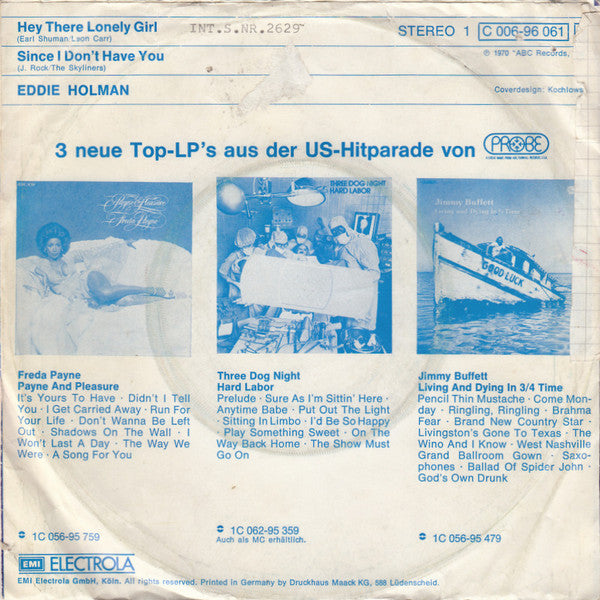 Hey There Lonely Girl
(Earl Shuman/Leon Carr)
INT.S.NR.2629
STEREO 1 C 006-96 061
Since I Don't Have You
(J. Rock/The Skyliners)
℗ 1970 "ABC Records,
EDDIE HOLMAN
Coverdesign: Kochlows
3 neue Top-LP's aus der US-Hitparade von PROBE
Payne & Pleasure
Freda Payne
THREE DOG NIGHT
HARD LABOR
Jimmy Buffett
Living and Dying in ¾ Time
GOOD LUCK
Freda Payne
Payne And Pleasure
It's Yours To Have · Didn't I Tell
You · I Get Carried Away · Run For
Your Life · Don't Wanna Be Left
Out · Shadows On The Wall · I
Won't Last A Day · The Way We
Were · A Song For You
1C 056-95 759
Three Dog Night
Hard Labor
Prelude · Sure As I'm Sittin' Here ·
Anytime Babe · Put Out The Light
· Sitting In Limbo · I'd Be So Happy
· Play Something Sweet · On The
Way Back Home · The Show Must
Go On
1C 062-95 359
Auch als MC erhältlich.
Jimmy Buffett
Living And Dying In 3/4 Time
Pencil Thin Mustache · Come Mon-
day · Ringling, Ringling · Brahma
Fear · Brand New Country Star ·
Livingston's Gone To Texas · The
Wino And I Know · West Nashville
Grand Ballroom Gown · Saxo-
phones · Ballad Of Spider John ·
God's Own Drunk
1C 056-95 479
EMI ELECTROLA
EMI Electrola GmbH, Köln. All rights reserved. Printed in Germany by Druckhaus Maack KG, 588 Lüdenscheid.